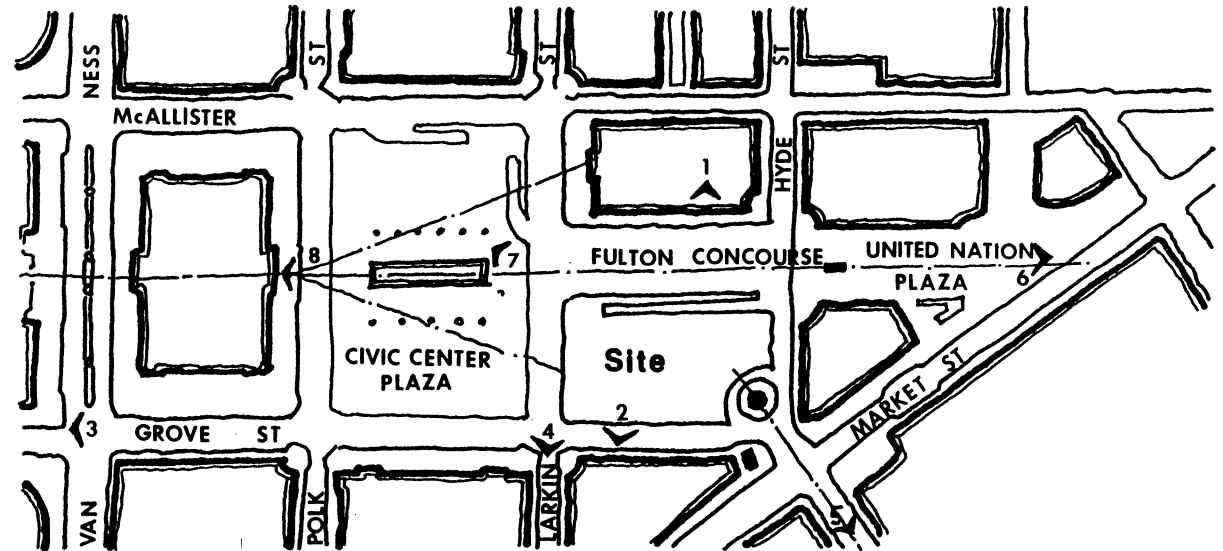 NESS
ST
ST
ST
McALLISTER
HYDE
1
8
7
FULTON CONCOURSE
UNITED NATION
PLAZA
6
CIVIC CENTER
PLAZA
Site
MARKET ST
3
GROVE ST
4
2
VAN
POLK
LARKIN
5